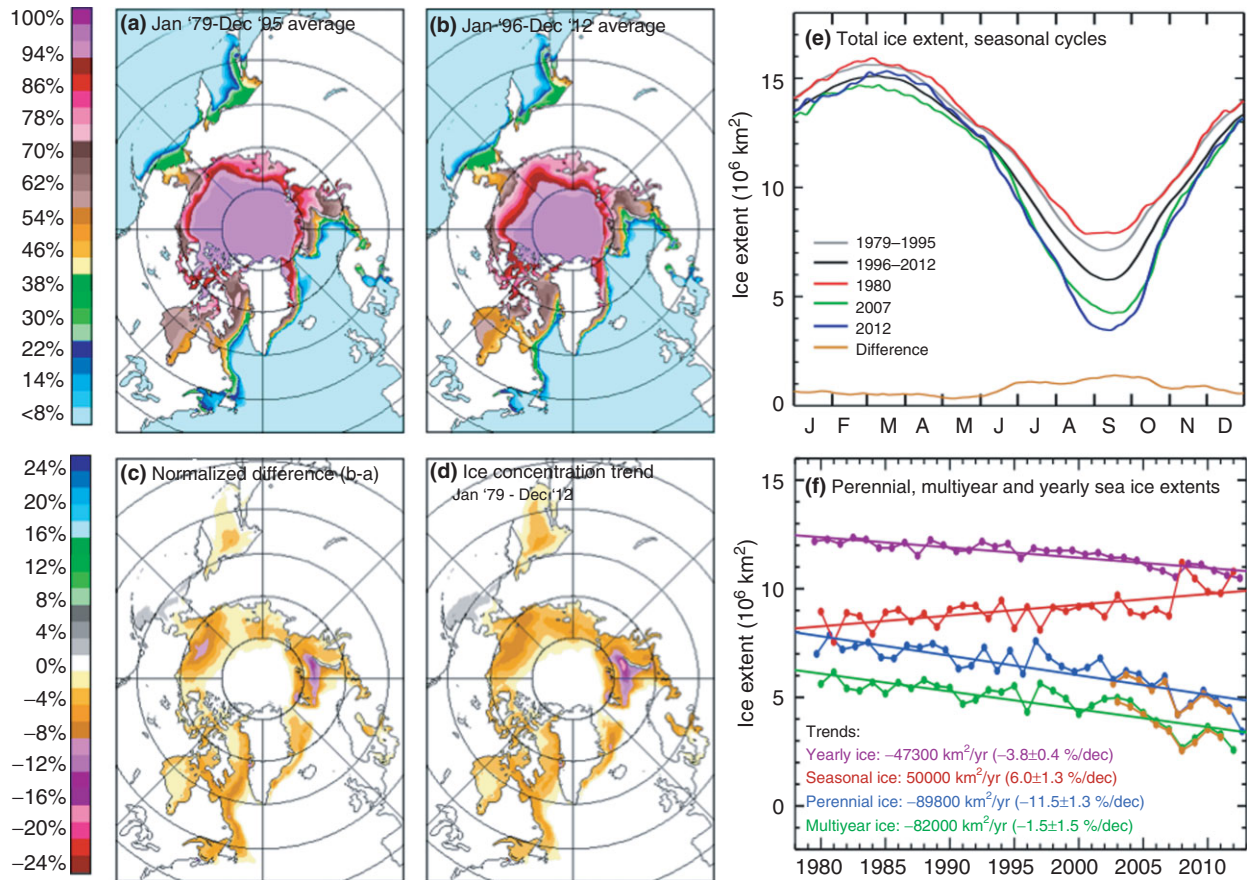 100%
94%
86%
78%
70%
62%
54%
46%
38%
30%
22%
14%
<8%
(a) Jan '79-Dec '95 average
(b) Jan '96-Dec '12 average
(e) Total ice extent, seasonal cycles
Ice extent (10⁶ km²)
15
10
5
0
1979–1995
1996–2012
1980
2007
2012
Difference
J F M A M J J A S O N D
24%
20%
16%
12%
8%
4%
0%
−4%
−8%
−12%
−16%
−20%
−24%
(c) Normalized difference (b-a)
(d) Ice concentration trend
Jan '79 - Dec '12
(f) Perennial, multiyear and yearly sea ice extents
Ice extent (10⁶ km²)
15
10
5
0
Trends:
Yearly ice: −47300 km²/yr (−3.8±0.4 %/dec)
Seasonal ice: 50000 km²/yr (6.0±1.3 %/dec)
Perennial ice: −89800 km²/yr (−11.5±1.3 %/dec)
Multiyear ice: −82000 km²/yr (−1.5±1.5 %/dec)
1980 1985 1990 1995 2000 2005 2010